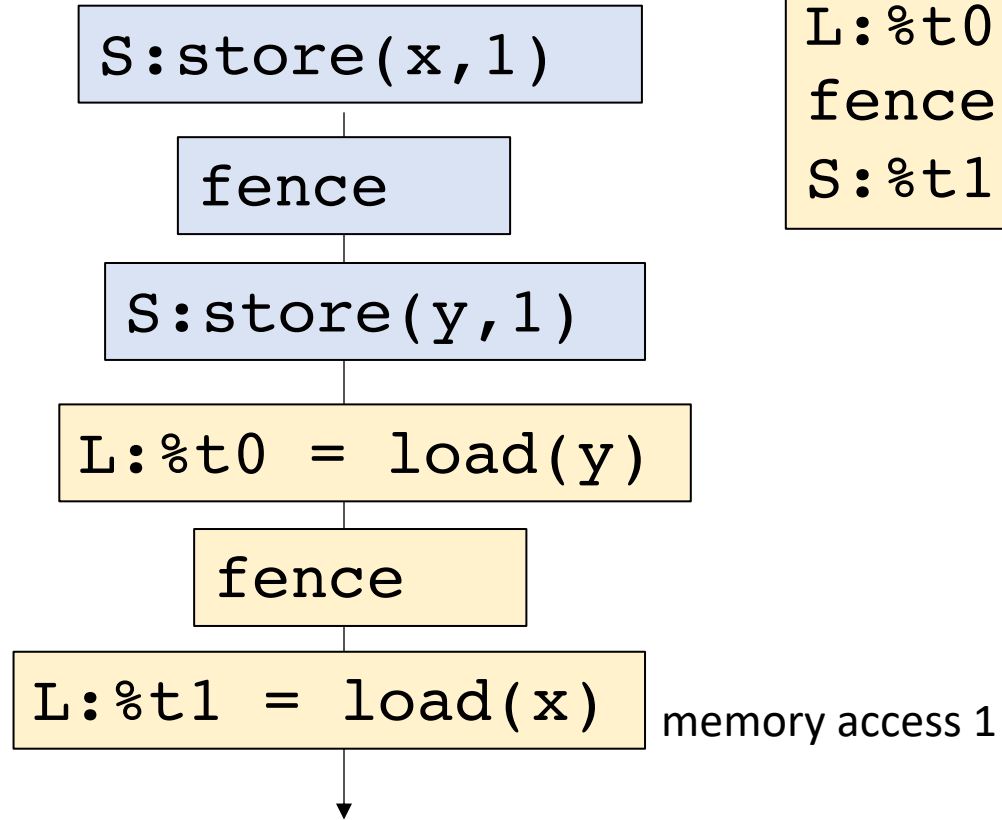 S:store(x,1)
fence
S:store(y,1)
L:%t0 = load(y)
fence
L:%t1 = load(x)
memory access 1
L:%t0
fence
S:%t1